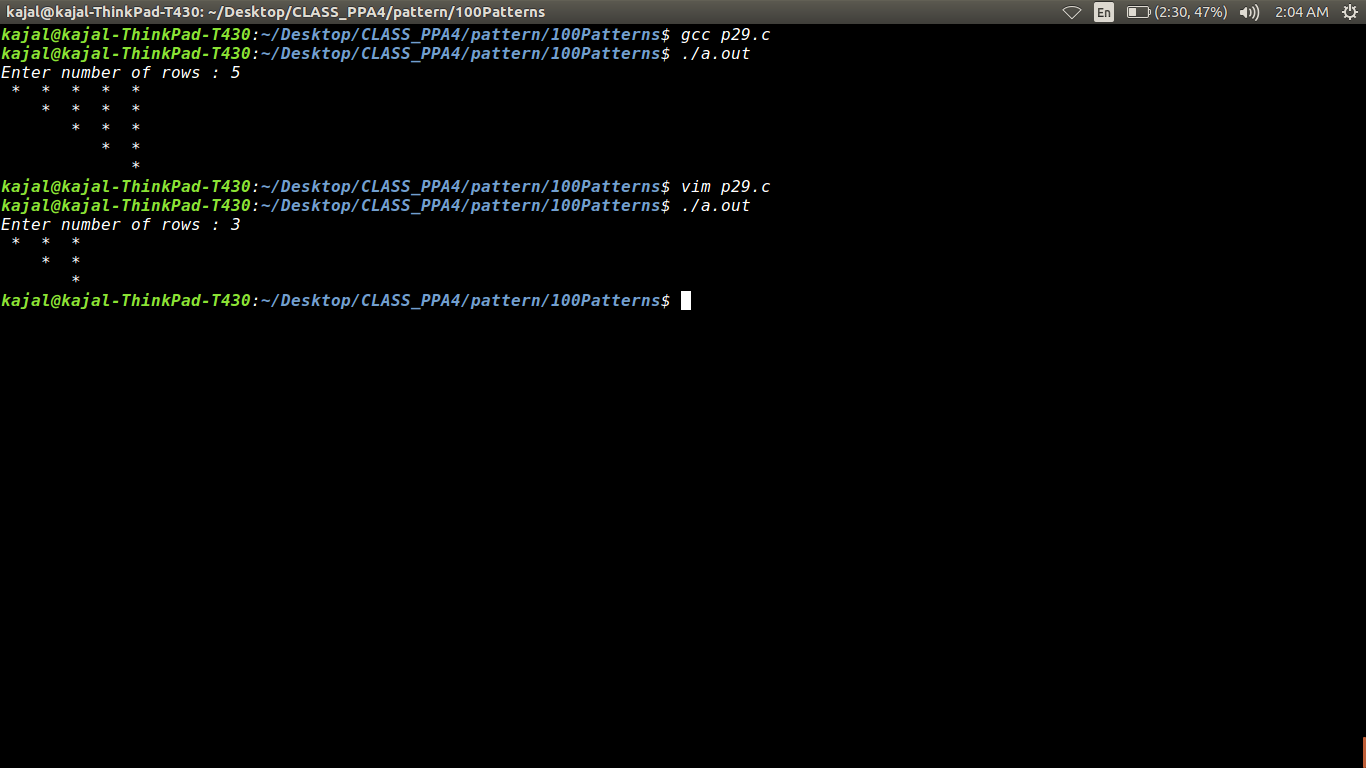 kajal@kajal-ThinkPad-T430: ~/Desktop/CLASS_PPA4/pattern/100Patterns En (2:30, 47%) 2:04 AM
kajal@kajal-ThinkPad-T430:~/Desktop/CLASS_PPA4/pattern/100Patterns$ gcc p29.c
kajal@kajal-ThinkPad-T430:~/Desktop/CLASS_PPA4/pattern/100Patterns$ ./a.out
Enter number of rows : 5
 *  *  *  *  *
    *  *  *  *
       *  *  *
          *  *
             *
kajal@kajal-ThinkPad-T430:~/Desktop/CLASS_PPA4/pattern/100Patterns$ vim p29.c
kajal@kajal-ThinkPad-T430:~/Desktop/CLASS_PPA4/pattern/100Patterns$ ./a.out
Enter number of rows : 3
 *  *  *
    *  *
       *
kajal@kajal-ThinkPad-T430:~/Desktop/CLASS_PPA4/pattern/100Patterns$